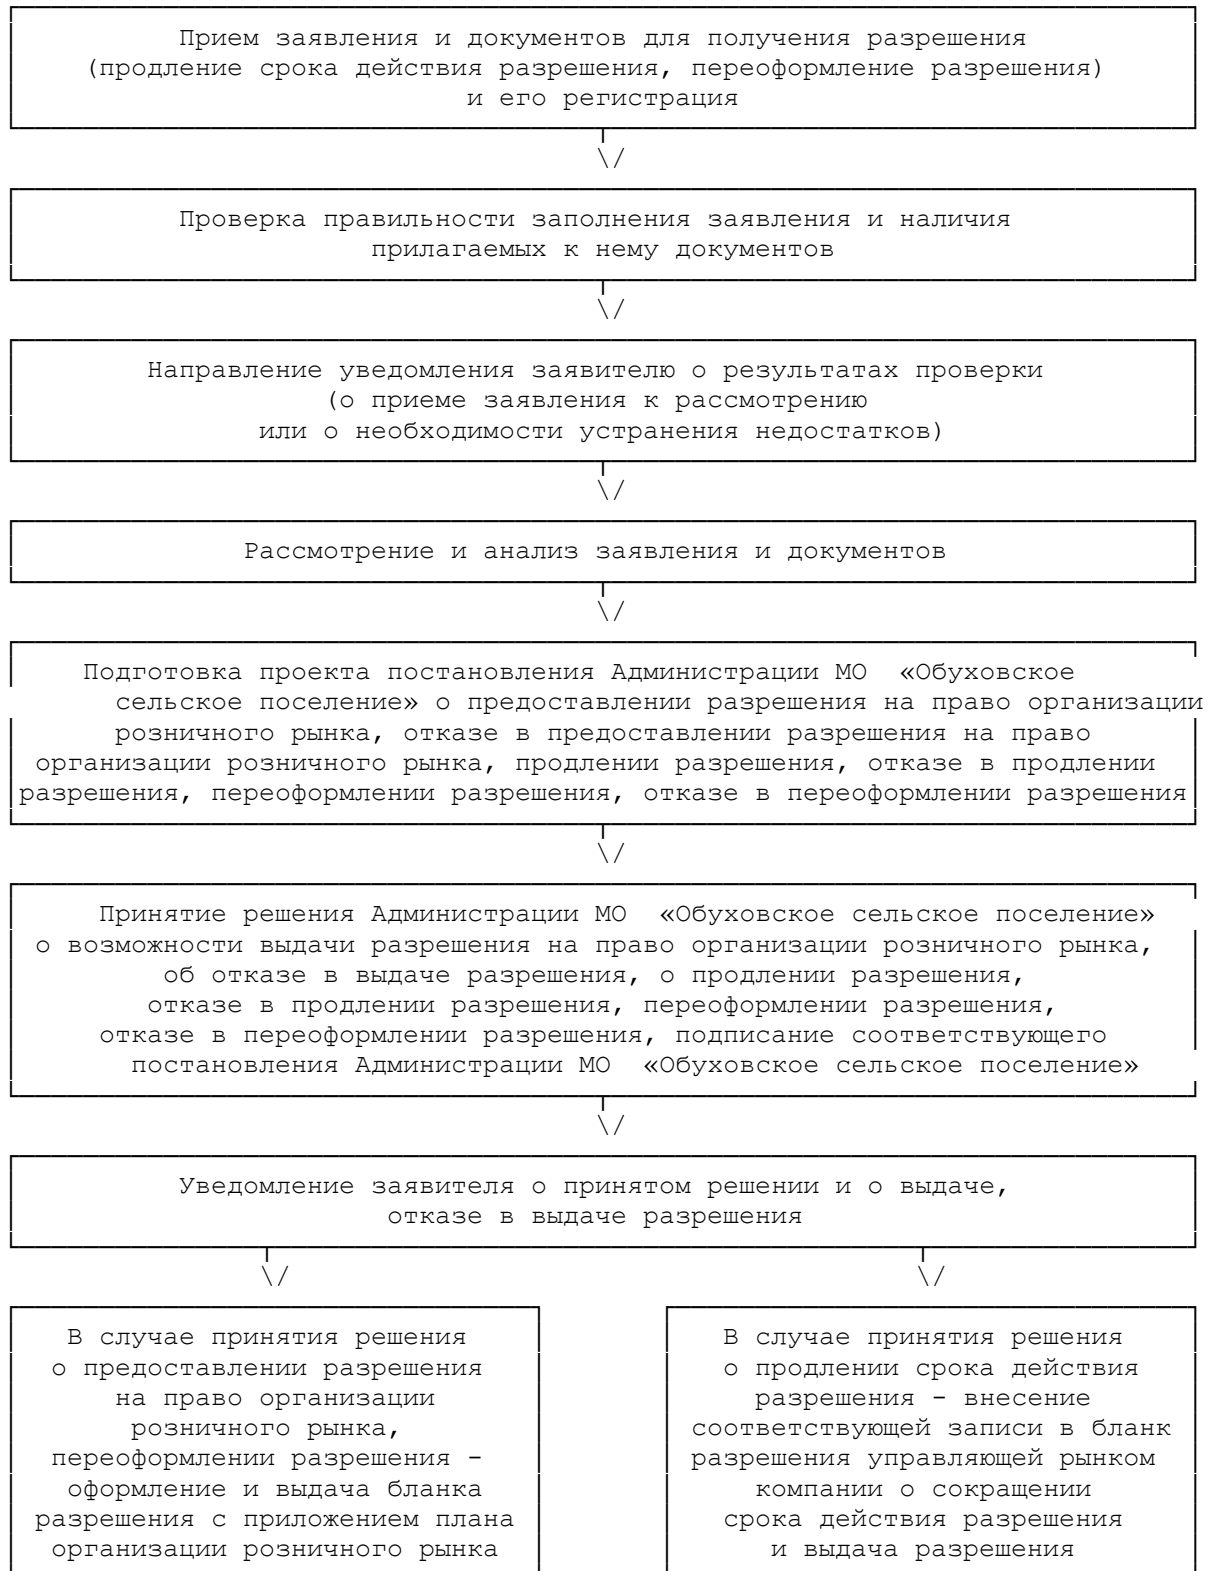 Прием заявления и документов для получения разрешения
(продление срока действия разрешения, переоформление разрешения)
и его регистрация
\/
Проверка правильности заполнения заявления и наличия
прилагаемых к нему документов
\/
Направление уведомления заявителю о результатах проверки
(о приеме заявления к рассмотрению
или о необходимости устранения недостатков)
\/
Рассмотрение и анализ заявления и документов
\/
Подготовка проекта постановления Администрации МО «Обуховское
сельское поселение» о предоставлении разрешения на право организации
розничного рынка, отказе в предоставлении разрешения на право
организации розничного рынка, продлении разрешения, отказе в продлении
разрешения, переоформлении разрешения, отказе в переоформлении разрешения
\/
Принятие решения Администрации МО «Обуховское сельское поселение»
о возможности выдачи разрешения на право организации розничного рынка,
об отказе в выдаче разрешения, о продлении разрешения,
отказе в продлении разрешения, переоформлении разрешения,
отказе в переоформлении разрешения, подписание соответствующего
постановления Администрации МО «Обуховское сельское поселение»
\/
Уведомление заявителя о принятом решении и о выдаче,
отказе в выдаче разрешения
\/ \/
В случае принятия решения
о предоставлении разрешения
на право организации
розничного рынка,
переоформлении разрешения -
оформление и выдача бланка
разрешения с приложением плана
организации розничного рынка
В случае принятия решения
о продлении срока действия
разрешения - внесение
соответствующей записи в бланк
разрешения управляющей рынком
компании о сокращении
срока действия разрешения
и выдача разрешения